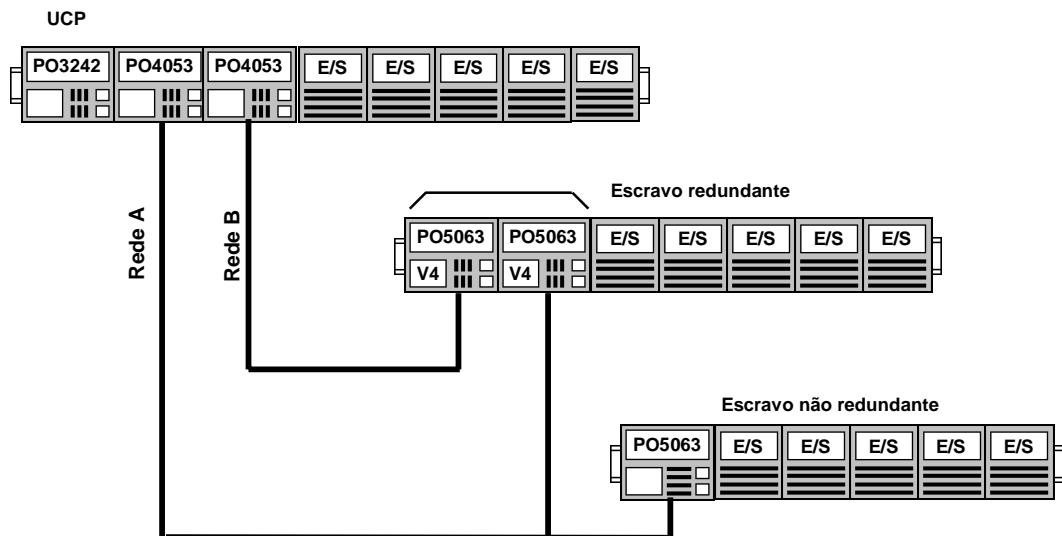 UCP
PO3242 PO4053 PO4053 E/S E/S E/S E/S E/S
Rede A
Rede B
Escravo redundante
PO5063 PO5063 E/S E/S E/S E/S E/S
V4 V4
Escravo não redundante
PO5063 E/S E/S E/S E/S E/S